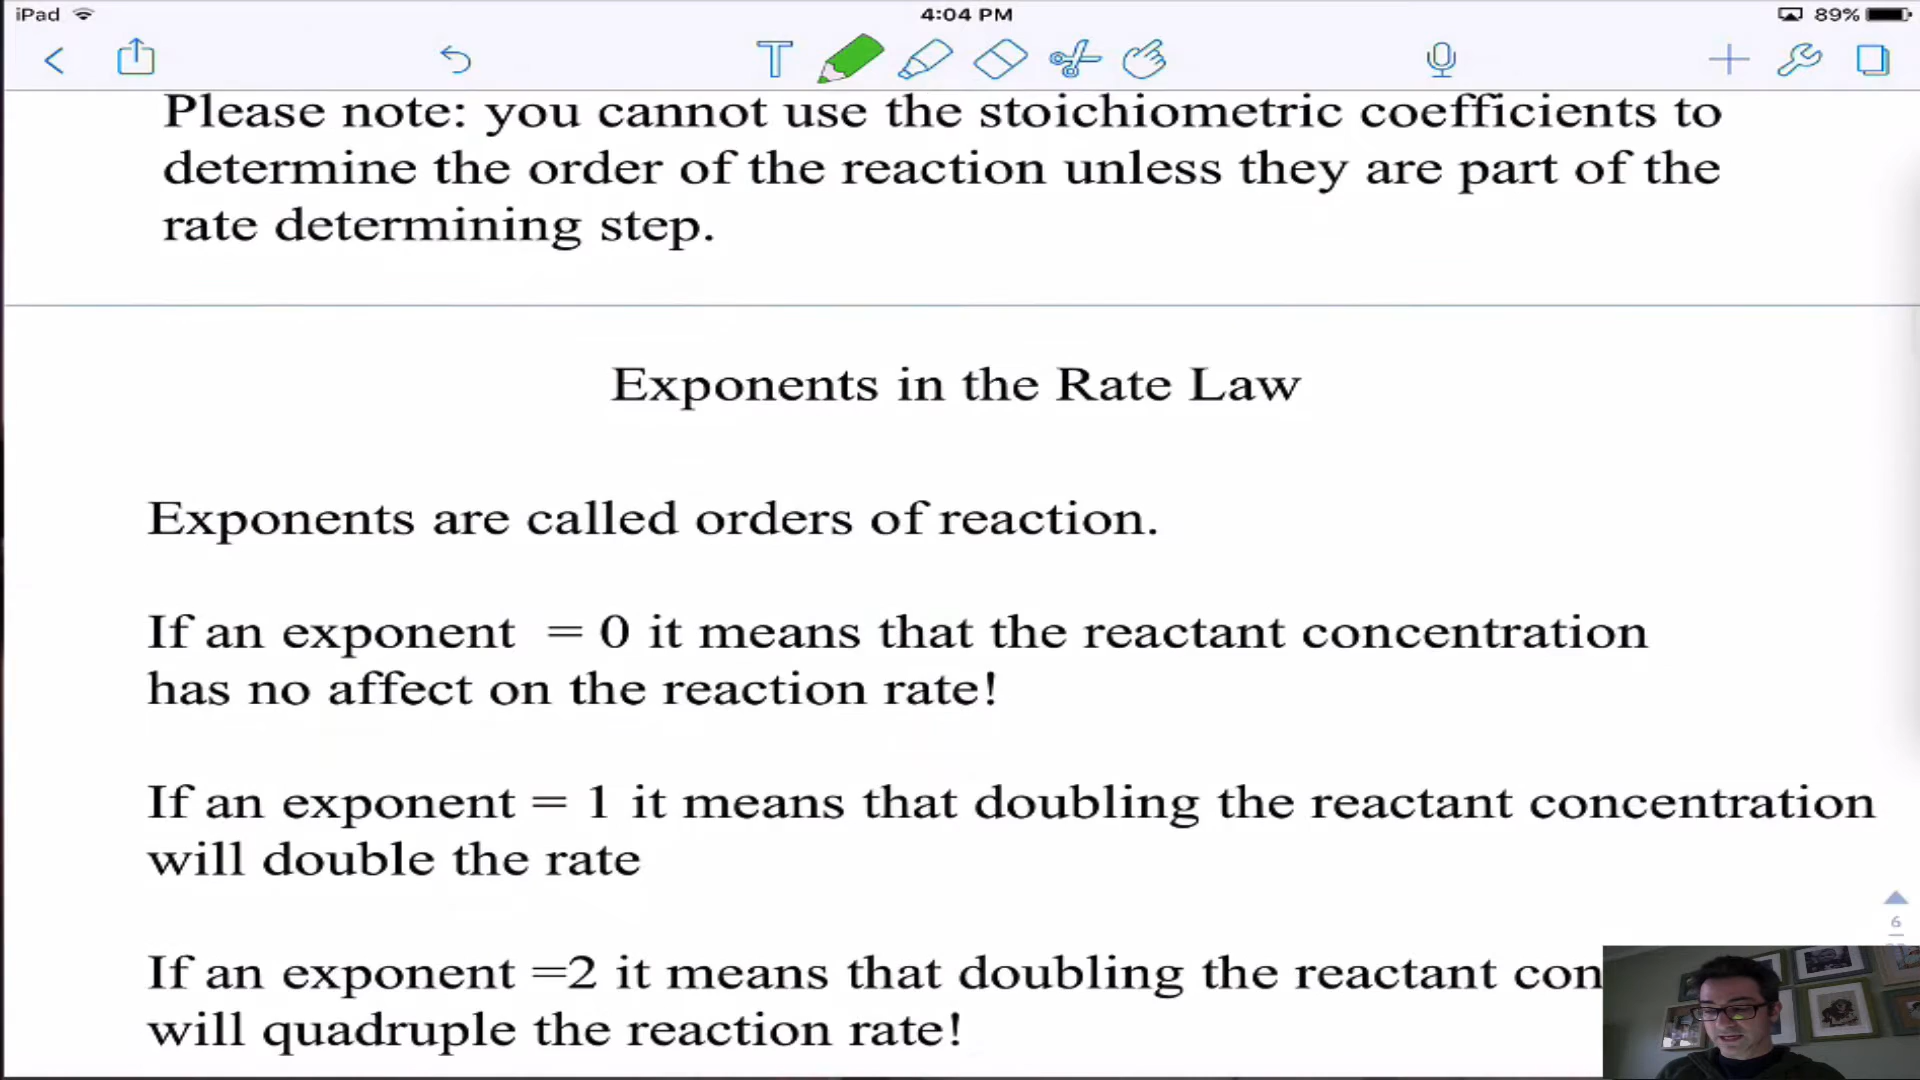 iPad
4:04 PM
89%
T
Please note: you cannot use the stoichiometric coefficients to
determine the order of the reaction unless they are part of the
rate determining step.
Exponents in the Rate Law
Exponents are called orders of reaction.
If an exponent = 0 it means that the reactant concentration
has no affect on the reaction rate!
If an exponent = 1 it means that doubling the reactant concentration
will double the rate
If an exponent =2 it means that doubling the reactant con
will quadruple the reaction rate!
6